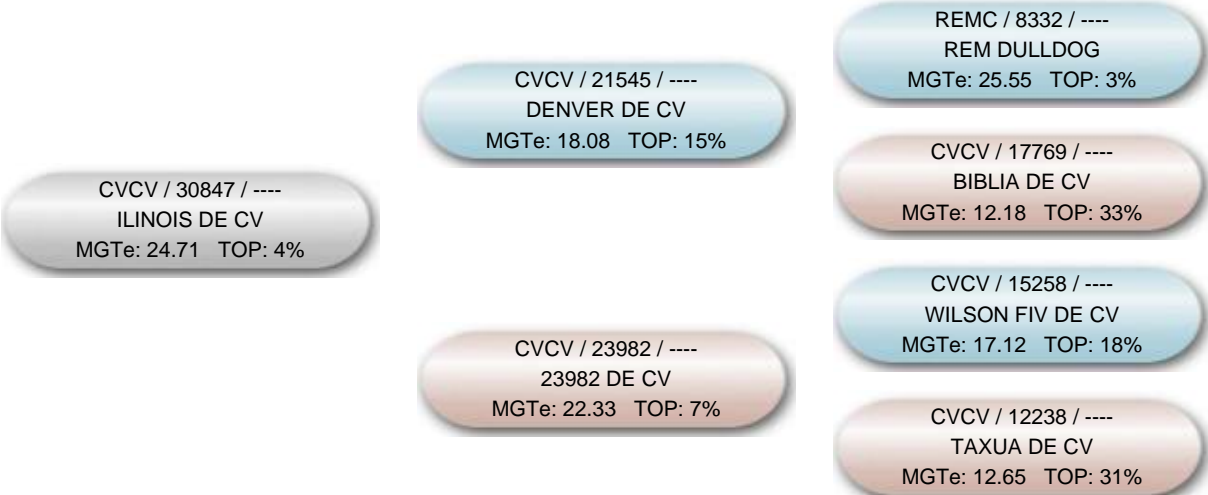 REMC / 8332 / ----
REM DULLDOG
MGTe: 25.55 TOP: 3%
CVCV / 21545 / ----
DENVER DE CV
MGTe: 18.08 TOP: 15%
CVCV / 17769 / ----
BIBLIA DE CV
MGTe: 12.18 TOP: 33%
CVCV / 30847 / ----
ILINOIS DE CV
MGTe: 24.71 TOP: 4%
CVCV / 15258 / ----
WILSON FIV DE CV
MGTe: 17.12 TOP: 18%
CVCV / 23982 / ----
23982 DE CV
MGTe: 22.33 TOP: 7%
CVCV / 12238 / ----
TAXUA DE CV
MGTe: 12.65 TOP: 31%